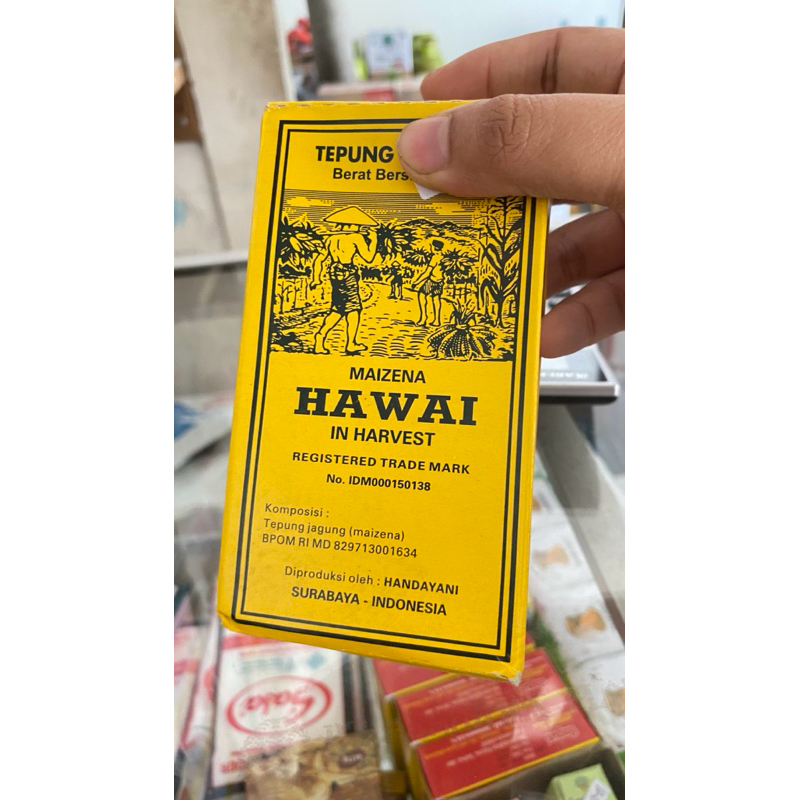 TEPUNG
Berat
MAIZENA
HAWAI
IN HARVEST
REGISTERED TRADE MARK
No. IDM000150138
Komposisi :
Tepung jagung (maizena)
BPOM RI MD 829713001634
Diproduksi oleh : HANDAYANI
SURABAYA - INDONESIA
Sasa